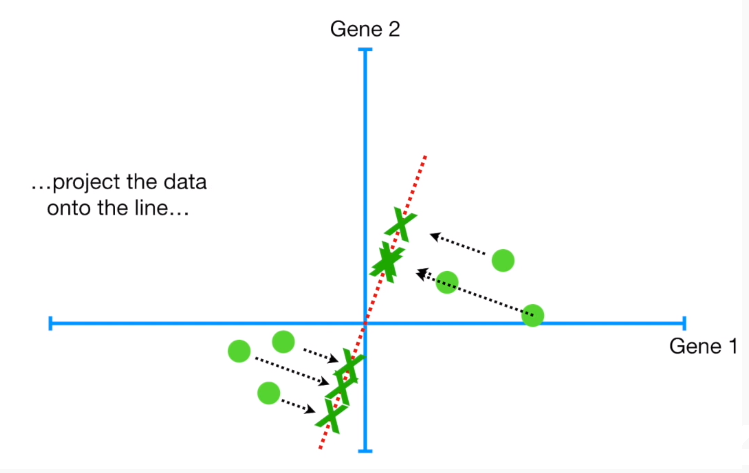 Gene 2
...project the data
onto the line...
Gene 1